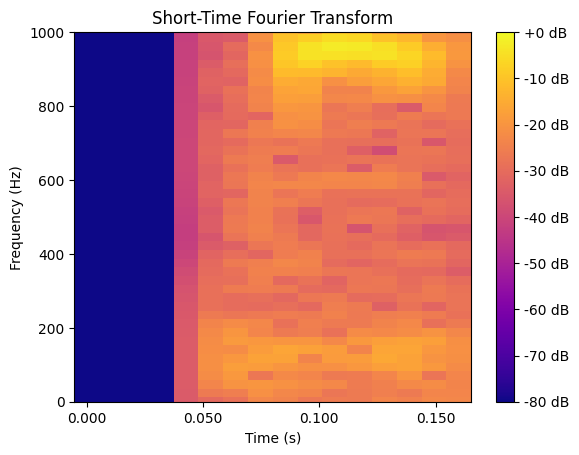 Short-Time Fourier Transform
1000
800
600
400
200
0
Frequency (Hz)
0.000
0.050
0.100
0.150
Time (s)
+0 dB
-10 dB
-20 dB
-30 dB
-40 dB
-50 dB
-60 dB
-70 dB
-80 dB